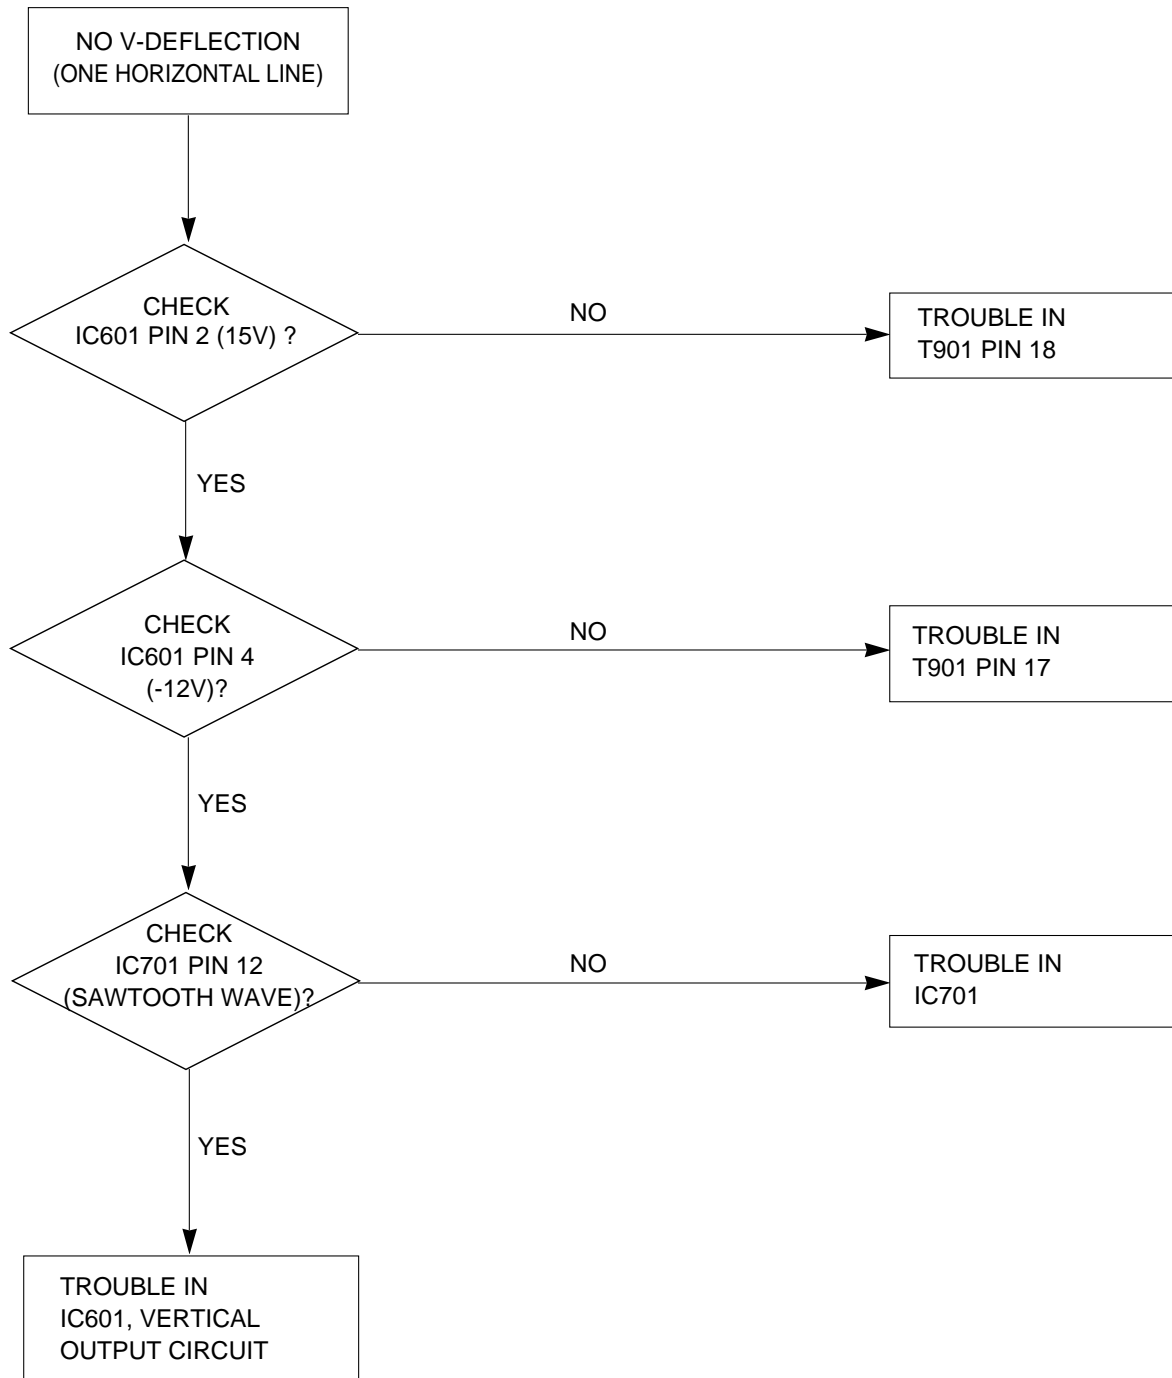 NO V-DEFLECTION
(ONE HORIZONTAL LINE)
CHECK
IC601 PIN 2 (15V) ?
NO
TROUBLE IN
T901 PIN 18
YES
CHECK
IC601 PIN 4
(-12V)?
NO
TROUBLE IN
T901 PIN 17
YES
CHECK
IC701 PIN 12
(SAWTOOTH WAVE)?
NO
TROUBLE IN
IC701
YES
TROUBLE IN
IC601, VERTICAL
OUTPUT CIRCUIT